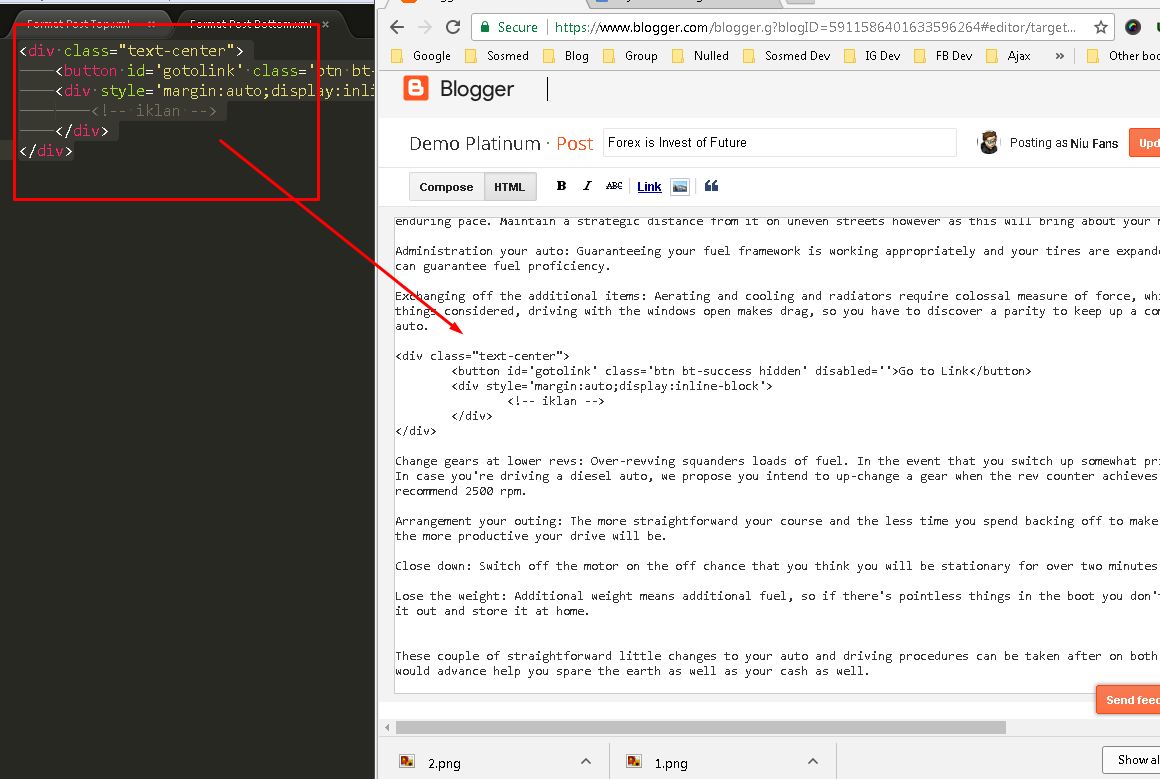 Format Post Top.xml × Format Post Bottom.xml ×
<div class="text-center">
<button id='gotolink' class='btn bt-
<div style='margin:auto;display:inli
<!-- iklan -->
</div>
</div>
Secure https://www.blogger.com/blogger.g?blogID=5911586401633596264#editor/target...
Google Sosmed Blog Group Nulled Sosmed Dev IG Dev FB Dev Ajax » Other boo
Blogger
Demo Platinum · Post Forex is Invest of Future Posting as Niu Fans Upd
Compose HTML B I ABC Link
enduring pace. Maintain a strategic distance from it on uneven streets however as this will bring about your
Administration your auto: Guaranteeing your fuel framework is working appropriately and your tires are expand
can guarantee fuel proficiency.
Exchanging off the additional items: Aerating and cooling and radiators require colossal measure of force, whi
things considered, driving with the windows open makes drag, so you have to discover a parity to keep up a co
auto.
<div class="text-center">
<button id='gotolink' class='btn bt-success hidden' disabled=''>Go to Link</button>
<div style='margin:auto;display:inline-block'>
<!-- iklan -->
</div>
</div>
Change gears at lower revs: Over-revving squanders loads of fuel. In the event that you switch up somewhat pri
In case you're driving a diesel auto, we propose you intend to up-change a gear when the rev counter achieves
recommend 2500 rpm.
Arrangement your outing: The more straightforward your course and the less time you spend backing off to make
the more productive your drive will be.
Close down: Switch off the motor on the off chance that you think you will be stationary for over two minutes
Lose the weight: Additional weight means additional fuel, so if there's pointless things in the boot you don'
it out and store it at home.
These couple of straightforward little changes to your auto and driving procedures can be taken after on both
would advance help you spare the earth as well as your cash as well.
Send feed
2.png 1.png Show al